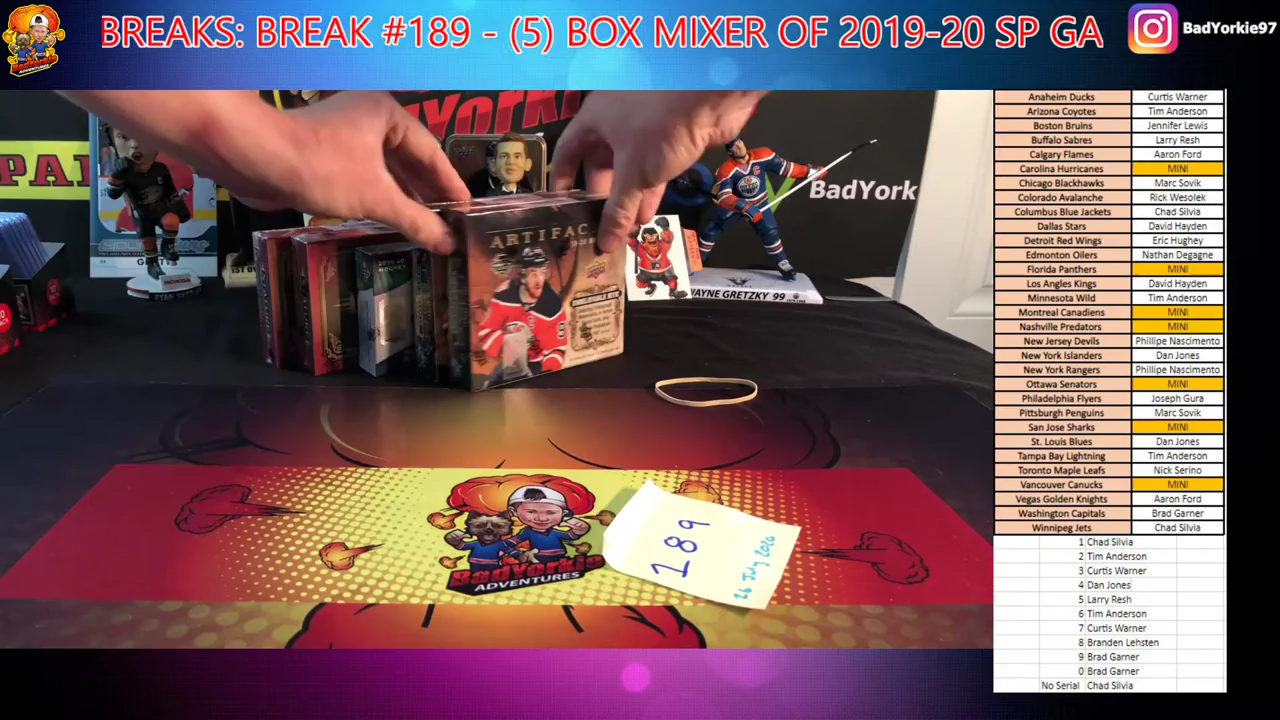 BREAKS: BREAK #189 - (5) BOX MIXER OF 2019-20 SP GA
BadYorkie97
BadYork
WAYNE GRETZKY 99
189
26 July 2020
BadYorkie
ADVENTURES
Anaheim Ducks Curtis Warner
Arizona Coyotes Tim Anderson
Boston Bruins Jennifer Lewis
Buffalo Sabres Larry Resh
Calgary Flames Aaron Ford
Carolina Hurricanes MINI
Chicago Blackhawks Marc Sovik
Colorado Avalanche Rick Wesolek
Columbus Blue Jackets Chad Silvia
Dallas Stars David Hayden
Detroit Red Wings Eric Hughey
Edmonton Oilers Nathan Degagne
Florida Panthers MINI
Los Angles Kings David Hayden
Minnesota Wild Tim Anderson
Montreal Canadiens MINI
Nashville Predators MINI
New Jersey Devils Phillipe Nascimento
New York Islanders Dan Jones
New York Rangers Phillipe Nascimento
Ottawa Senators MINI
Philadelphia Flyers Joseph Gura
Pittsburgh Penguins Marc Sovik
San Jose Sharks MINI
St. Louis Blues Dan Jones
Tampa Bay Lightning Tim Anderson
Toronto Maple Leafs Nick Serino
Vancouver Canucks MINI
Vegas Golden Knights Aaron Ford
Washington Capitals Brad Garner
Winnipeg Jets Chad Silvia
1 Chad Silvia
2 Tim Anderson
3 Curtis Warner
4 Dan Jones
5 Larry Resh
6 Tim Anderson
7 Curtis Warner
8 Branden Lehsten
9 Brad Garner
0 Brad Garner
No Serial Chad Silvia